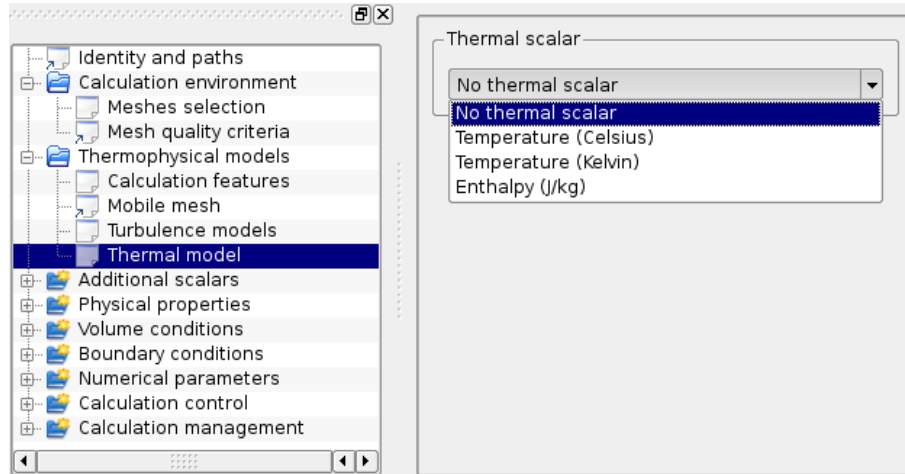 Identity and paths
Calculation environment
Meshes selection
Mesh quality criteria
Thermophysical models
Calculation features
Mobile mesh
Turbulence models
Thermal model
Additional scalars
Physical properties
Volume conditions
Boundary conditions
Numerical parameters
Calculation control
Calculation management
Thermal scalar
No thermal scalar
No thermal scalar
Temperature (Celsius)
Temperature (Kelvin)
Enthalpy (J/kg)